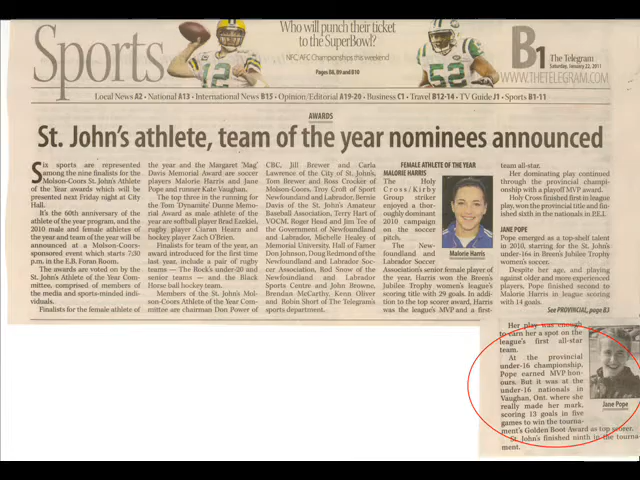 Sports
Who will punch their ticket
to the SuperBowl?
NFC/AFC Championships this weekend
Pages B8, B9 and B10
12
52
B1
The Telegram
Saturday, January 22, 2011
WWW.THETELEGRAM.COM
Local News A2 • National A13 • International News B15 • Opinion/Editorial A19-20 • Business C1 • Travel B12-14 • TV Guide J1 • Sports B1-11
AWARDS
St. John's athlete, team of the year nominees announced
Six sports are represented
among the nine finalists for the
Molson-Coors St. John's Athlete
of the Year awards which will be
presented next Friday night at City
Hall.
It's the 60th anniversary of the
athlete of the year program, and the
2010 male and female athletes of
the year and team of the year will be
announced at a Molson-Coors-
sponsored event which starts 7:30
p.m. in the E.B. Foran Room.
The awards are voted on by the
St. John's Athlete of the Year Com-
mittee, comprised of members of
the media and sports-minded indi-
viduals.
Finalists for the female athlete of
the year and the Margaret 'Mag'
Davis Memorial Award are soccer
players Malorie Harris and Jane
Pope and runner Kate Vaughan.
The top three in the running for
the Tom 'Dynamite' Dunne Memo-
rial Award as male athlete of the
year are softball player Brad Ezekiel,
rugby player Ciaran Hearn and
hockey player Zach O'Brien.
Finalists for team of the year, an
award introduced for the first time
last year, include a pair of rugby
teams — The Rock's under-20 and
senior teams — and the Black
Horse ball hockey team.
Members of the St. John's Mol-
son-Coors Athlete of the Year Com-
mittee are chairman Don Power of
CBC, Jill Brewer and Carla
Lawrence of the City of St. John's,
Tom Brewer and Ross Crocker of
Molson-Coors, Troy Croft of Sport
Newfoundland and Labrador, Bernie
Davis of the St. John's Amateur
Baseball Association, Terry Hart of
the Government of Newfoundland
and Labrador, Michelle Healey of
Memorial University, Hall of Famer
Don Johnson, Doug Redmond of the
Newfoundland and Labrador Soc-
cer Association, Rod Snow of the
Newfoundland and Labrador
Sports Centre and John Browne,
Brendan McCarthy, Kenn Oliver
and Robin Short of The Telegram's
sports department.
FEMALE ATHLETE OF THE YEAR
MALORIE HARRIS
The Holy
Cross/Kirby
Group striker
enjoyed a thor-
oughly dominant
2010 campaign
on the soccer
pitch.
The New-
foundland and
Labrador Soccer
Association's senior female player of
the year, Harris won the Breen's
Jubilee Trophy women's league's
scoring title with 29 goals. In addi-
tion to the top scorer award, Harris
was the league's MVP and a first-
Malorie Harris
team all-star.
Her dominating play continued
through the provincial champi-
onship with a playoff MVP award.
Holy Cross finished first in league
play, won the provincial title and fin-
ished sixth in nationals in P.E.I.
JANE POPE
Pope emerged as a top-shelf talent
in 2010, starring for the St. John's
under-16s in Breen's Jubilee Trophy
women's soccer.
Despite her age, and playing
against older and more experienced
players, Pope finished second to
Malorie Harris in league scoring
with 14 goals.
See PROVINCIAL, page B3
Her play was enough
to earn her a spot on the
league's first all-star
team.
At the provincial
under-16 championship,
Pope earned MVP hon-
ours. But it was at the
under-16 nationals in
Vaughan, Ont. where she
really made her mark,
scoring 13 goals in five
games to win the tourna-
ment's Golden Boot Award as top scorer.
St. John's finished ninth in the tourna-
ment.
Jane Pope